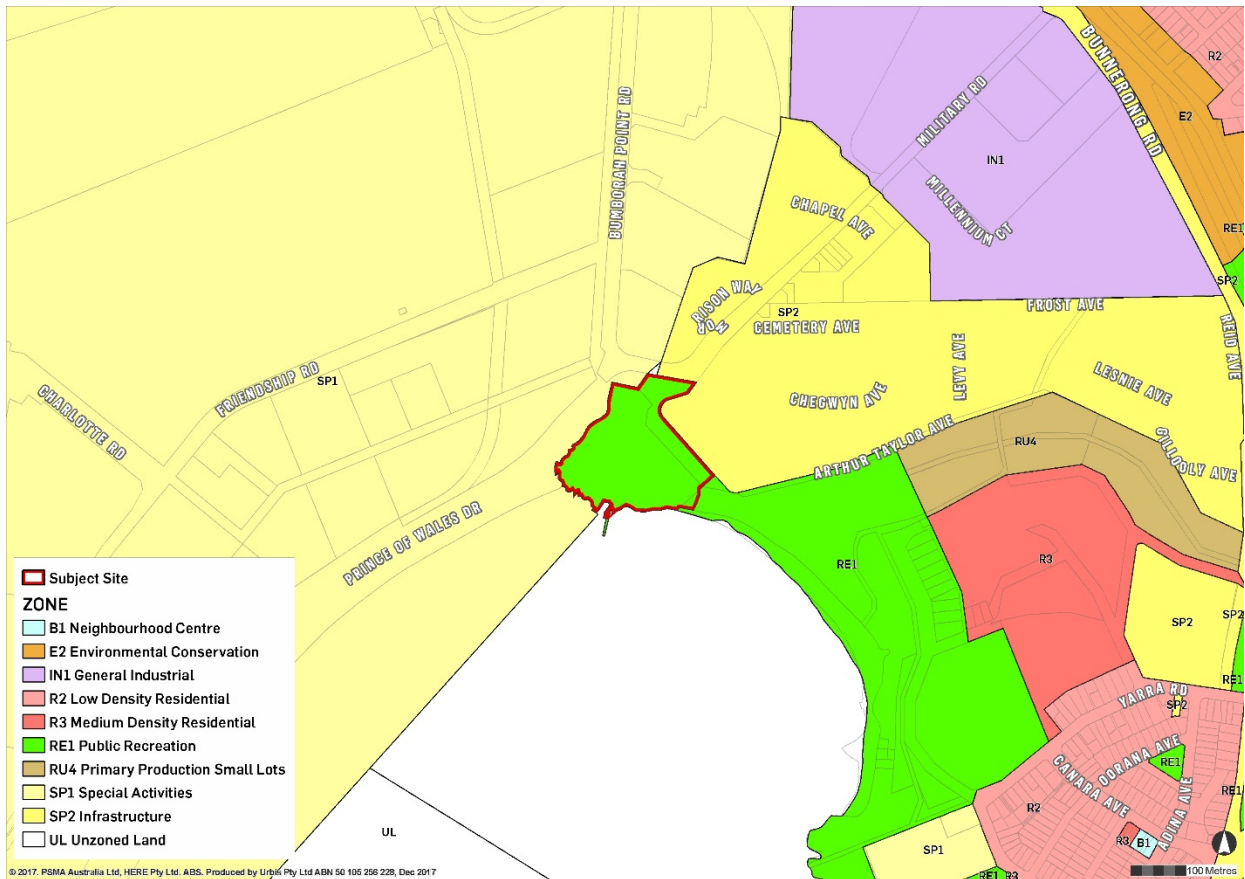 BUNNERONG RD
R2
E2
MILITARY RD
IN1
MILLENNIUM CT
BUMBORAH POINT RD
CHAPEL AVE
RE1
SP2
RISON WAY
MOR
SP2
CEMETERY AVE
FROST AVE
REID AVE
LEVY AVE
LESNIE AVE
CHEGWYN AVE
FRIENDSHIP RD
SP1
CHARLOTTE RD
ARTHUR TAYLOR AVE
RU4
GILLOOLY AVE
PRINCE OF WALES DR
RE1
R3
SP2
SP2
RE1
YARRA RD
SP2
OORANA AVE
RE1
CANARA AVE
ADINA AVE
RE1
R2
R3
B1
SP1
RE1
R3
UL
Subject Site
ZONE
B1 Neighbourhood Centre
E2 Environmental Conservation
IN1 General Industrial
R2 Low Density Residential
R3 Medium Density Residential
RE1 Public Recreation
RU4 Primary Production Small Lots
SP1 Special Activities
SP2 Infrastructure
UL Unzoned Land
100 Metres
© 2017. PSMA Australia Ltd, HERE Pty Ltd. ABS. Produced by Urbis Pty Ltd ABN 50 105 256 228, Dec 2017